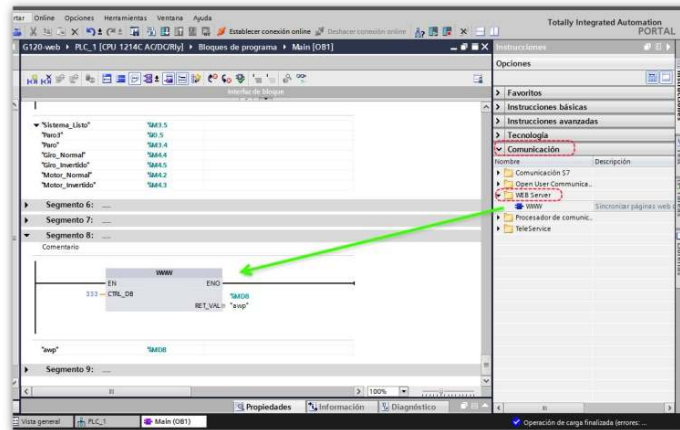 rtar Online Opciones Herramientas Ventana Ayuda
Establecer conexión online Deshacer conexión online
Totally Integrated Automation
PORTAL
G120-web ▸ PLC_1 [CPU 1214C AC/DC/Rly] ▸ Bloques de programa ▸ Main [OB1]
Instrucciones
Opciones
Interfaz de bloque
Favoritos
Instrucciones básicas
Instrucciones avanzadas
Tecnología
Comunicación
Nombre Descripción
Comunicación S7
Open User Communica..
WEB Server
WWW Sincronizar páginas web d
Procesador de comunic..
TeleService
"Sistema_Listo" %M3.5
"Paro3" %I0.5
"Paro" %M3.4
"Giro_Normal" %M4.4
"Giro_Invertido" %M4.5
"Motor_Normal" %M4.2
"Motor_Invertido" %M4.3
Segmento 6: ....
Segmento 7: ....
Segmento 8: ....
Comentario
WWW
EN ENO
333 CTRL_DB
%MD8
RET_VAL "awp"
"awp" %MD8
Segmento 9: ....
100%
Propiedades Información Diagnóstico
Vista general PLC_1 Main (OB1)
Operación de carga finalizada (errores: ...